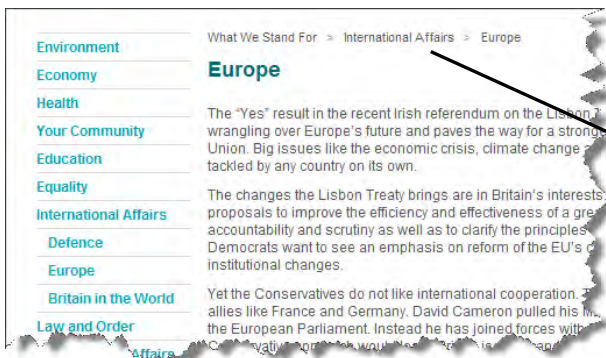 Environment
Economy
Health
Your Community
Education
Equality
International Affairs
Defence
Europe
Britain in the World
Law and Order
Affairs
What We Stand For > International Affairs > Europe
Europe
The "Yes" result in the recent Irish referendum on the Lisbon
wrangling over Europe's future and paves the way for a stronge
Union. Big issues like the economic crisis, climate change
tackled by any country on its own.
The changes the Lisbon Treaty brings are in Britain's interests
proposals to improve the efficiency and effectiveness of a
accountability and scrutiny as well as to clarify the principles
Democrats want to see an emphasis on reform of the EU's
institutional changes.
Yet the Conservatives do not like international cooperation.
allies like France and Germany. David Cameron pulled his
the European Parliament. Instead he has joined forces with